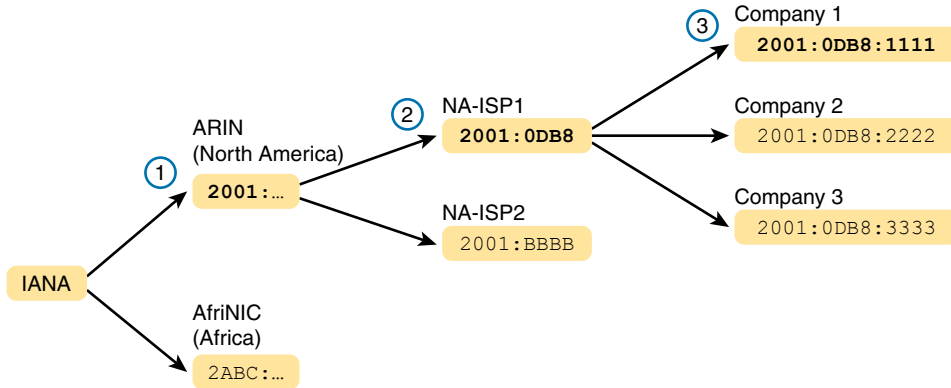 IANA
1
ARIN
(North America)
2001:…
AfriNIC
(Africa)
2ABC:…
2
NA-ISP1
2001:0DB8
NA-ISP2
2001:BBBB
3
Company 1
2001:0DB8:1111
Company 2
2001:0DB8:2222
Company 3
2001:0DB8:3333